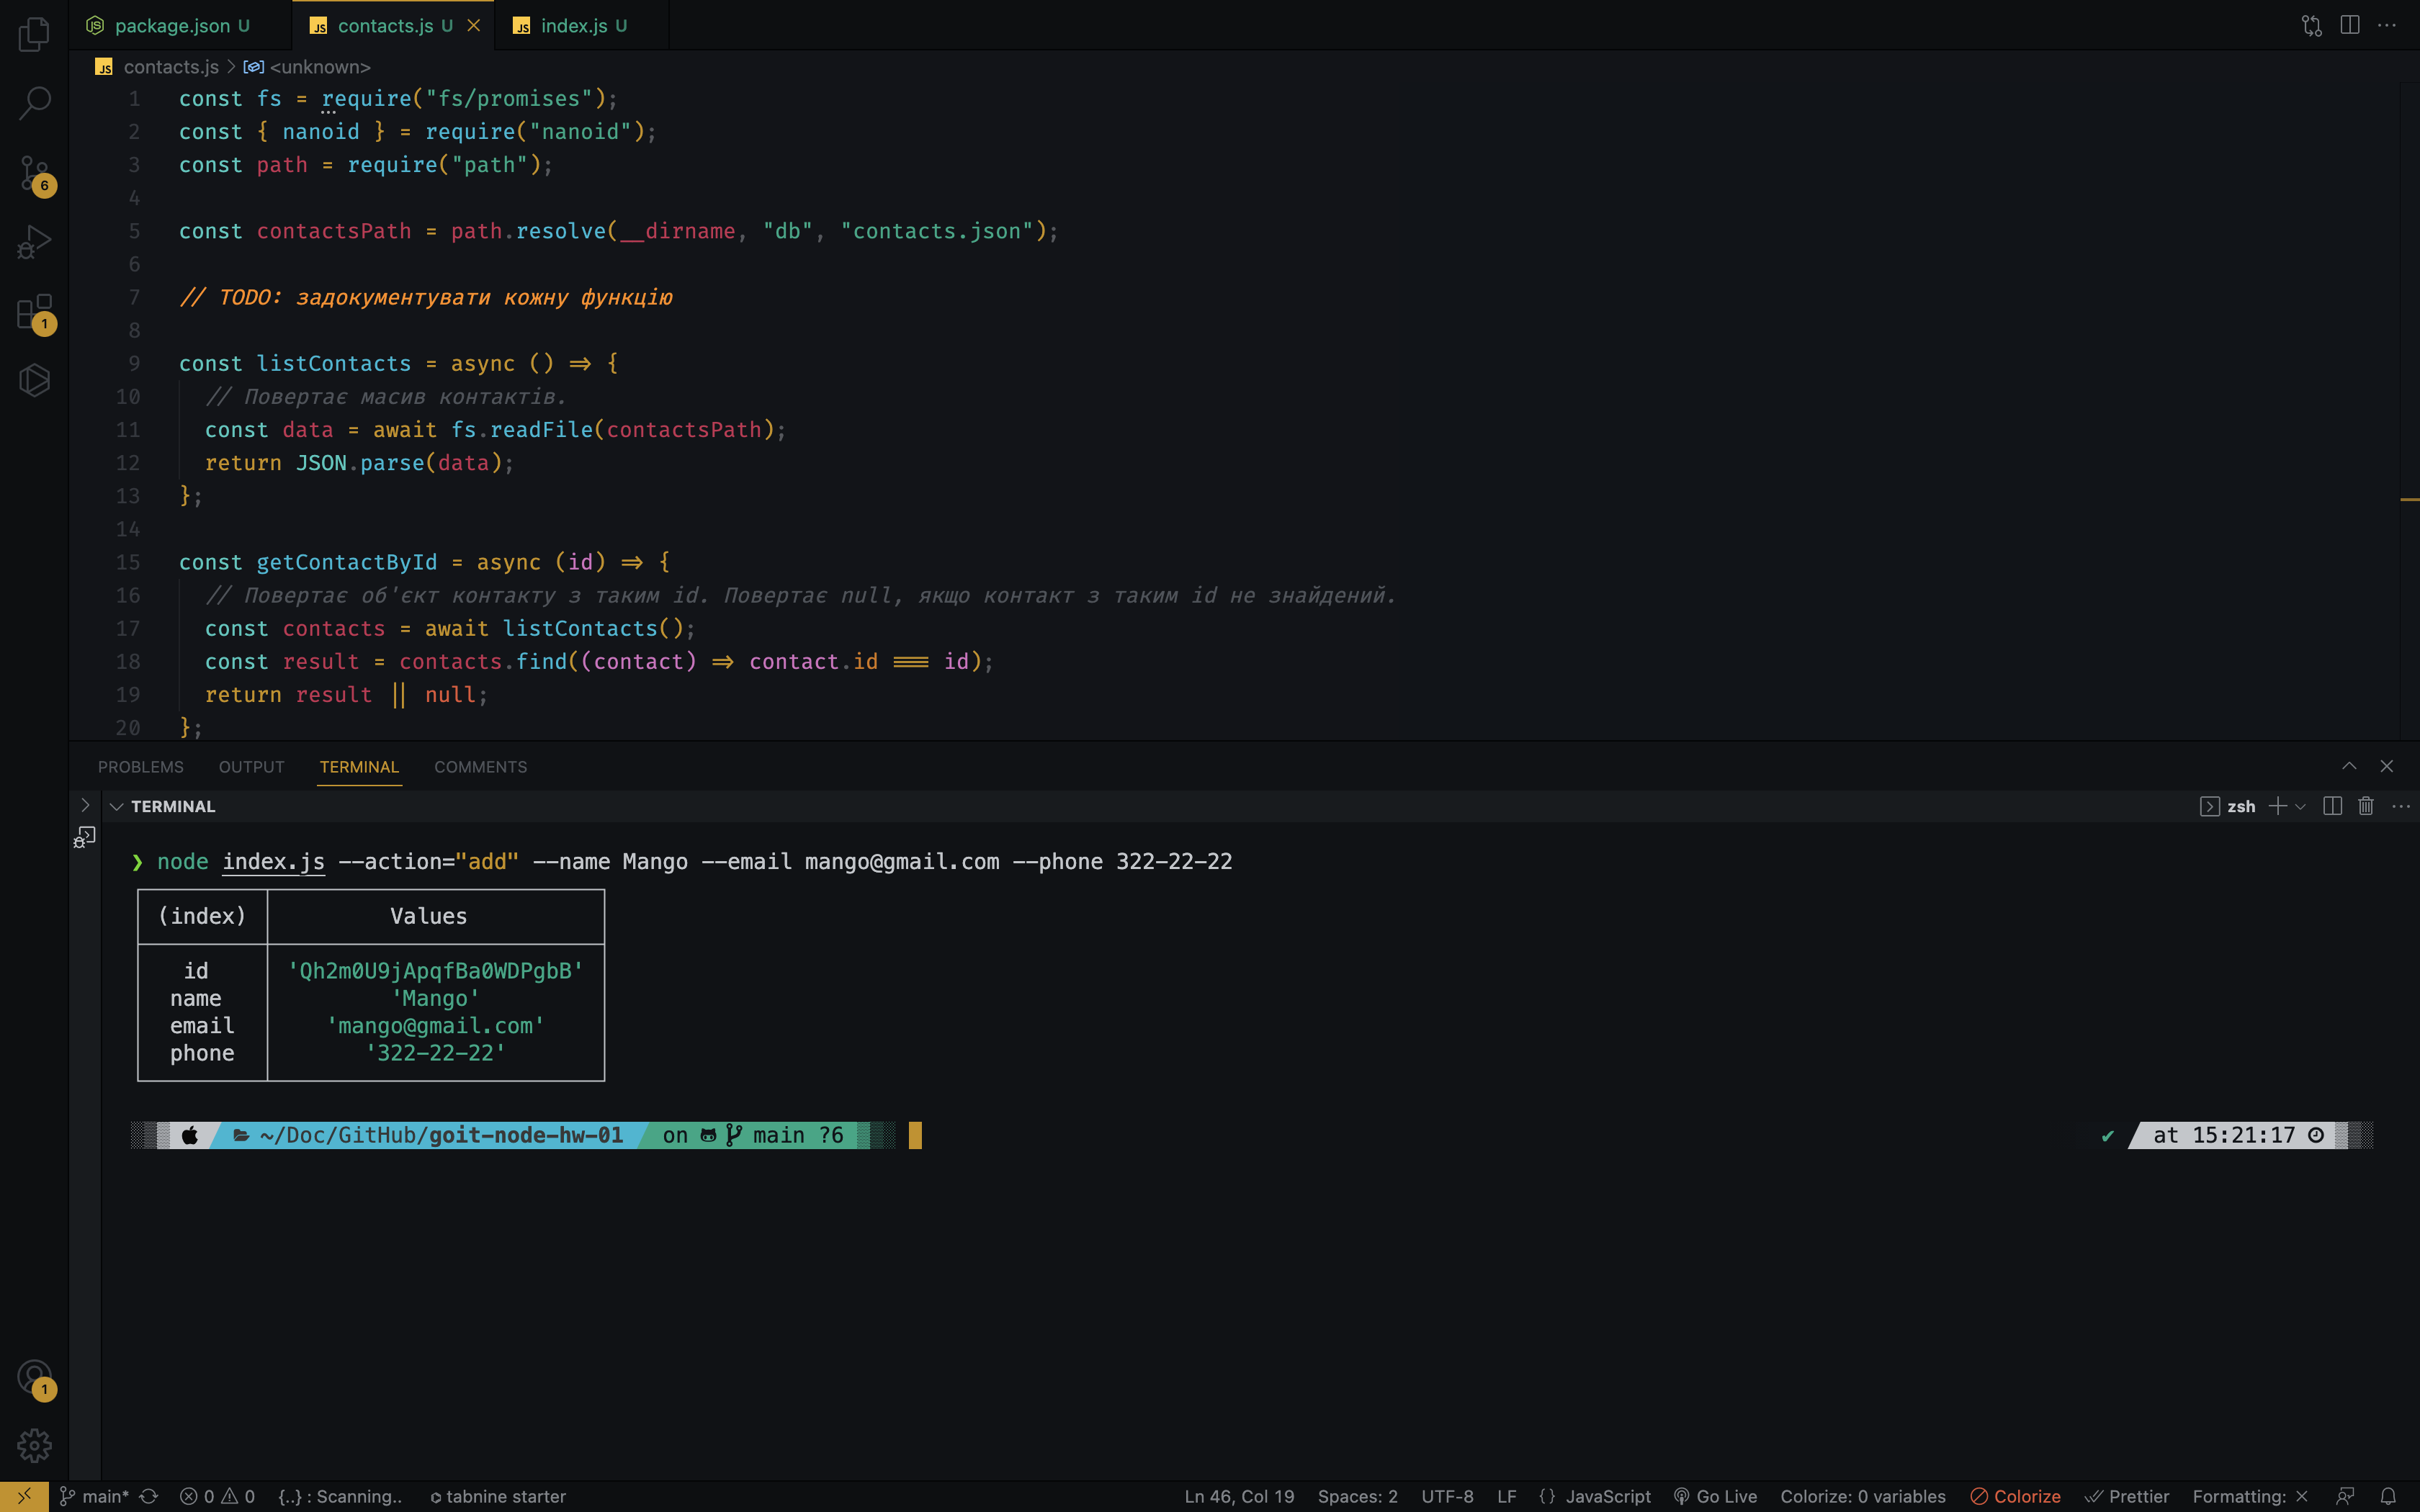 package.json U
contacts.js U
index.js U
contacts.js > <unknown>
1 const fs = require("fs/promises");
2 const { nanoid } = require("nanoid");
3 const path = require("path");
4
5 const contactsPath = path.resolve(__dirname, "db", "contacts.json");
6
7 // TODO: задокументувати кожну функцію
8
9 const listContacts = async () => {
10 // Повертає масив контактів.
11 const data = await fs.readFile(contactsPath);
12 return JSON.parse(data);
13 };
14
15 const getContactById = async (id) => {
16 // Повертає об'єкт контакту з таким id. Повертає null, якщо контакт з таким id не знайдений.
17 const contacts = await listContacts();
18 const result = contacts.find((contact) => contact.id === id);
19 return result || null;
20 };
6
1
1
PROBLEMS OUTPUT TERMINAL COMMENTS
TERMINAL
zsh
❯ node index.js --action="add" --name Mango --email mango@gmail.com --phone 322-22-22
(index) Values
id 'Qh2m0U9jApqfBa0WDPgbB'
name 'Mango'
email 'mango@gmail.com'
phone '322-22-22'
~/Doc/GitHub/goit-node-hw-01 on main ?6 ✔ at 15:21:17
main* 0 0 {..} : Scanning.. tabnine starter Ln 46, Col 19 Spaces: 2 UTF-8 LF {} JavaScript Go Live Colorize: 0 variables Colorize Prettier Formatting: ×